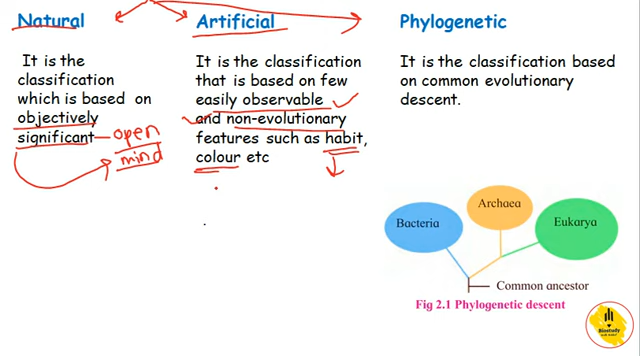 Natural
It is the
classification
which is based on
objectively
significant
open
mind
Artificial
It is the classification
that is based on few
easily observable
and non-evolutionary
features such as habit,
colour etc
Phylogenetic
It is the classification based
on common evolutionary
descent.
Bacteria
Archaea
Eukarya
Common ancestor
Fig 2.1 Phylogenetic descent
Biostudy